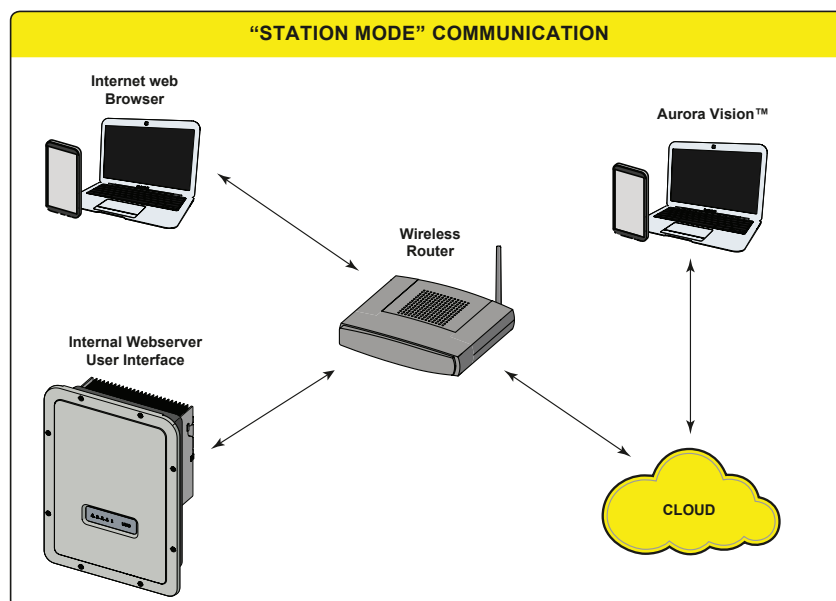 “STATION MODE” COMMUNICATION
Internet web
Browser
Aurora Vision™
Wireless
Router
Internal Webserver
User Interface
CLOUD